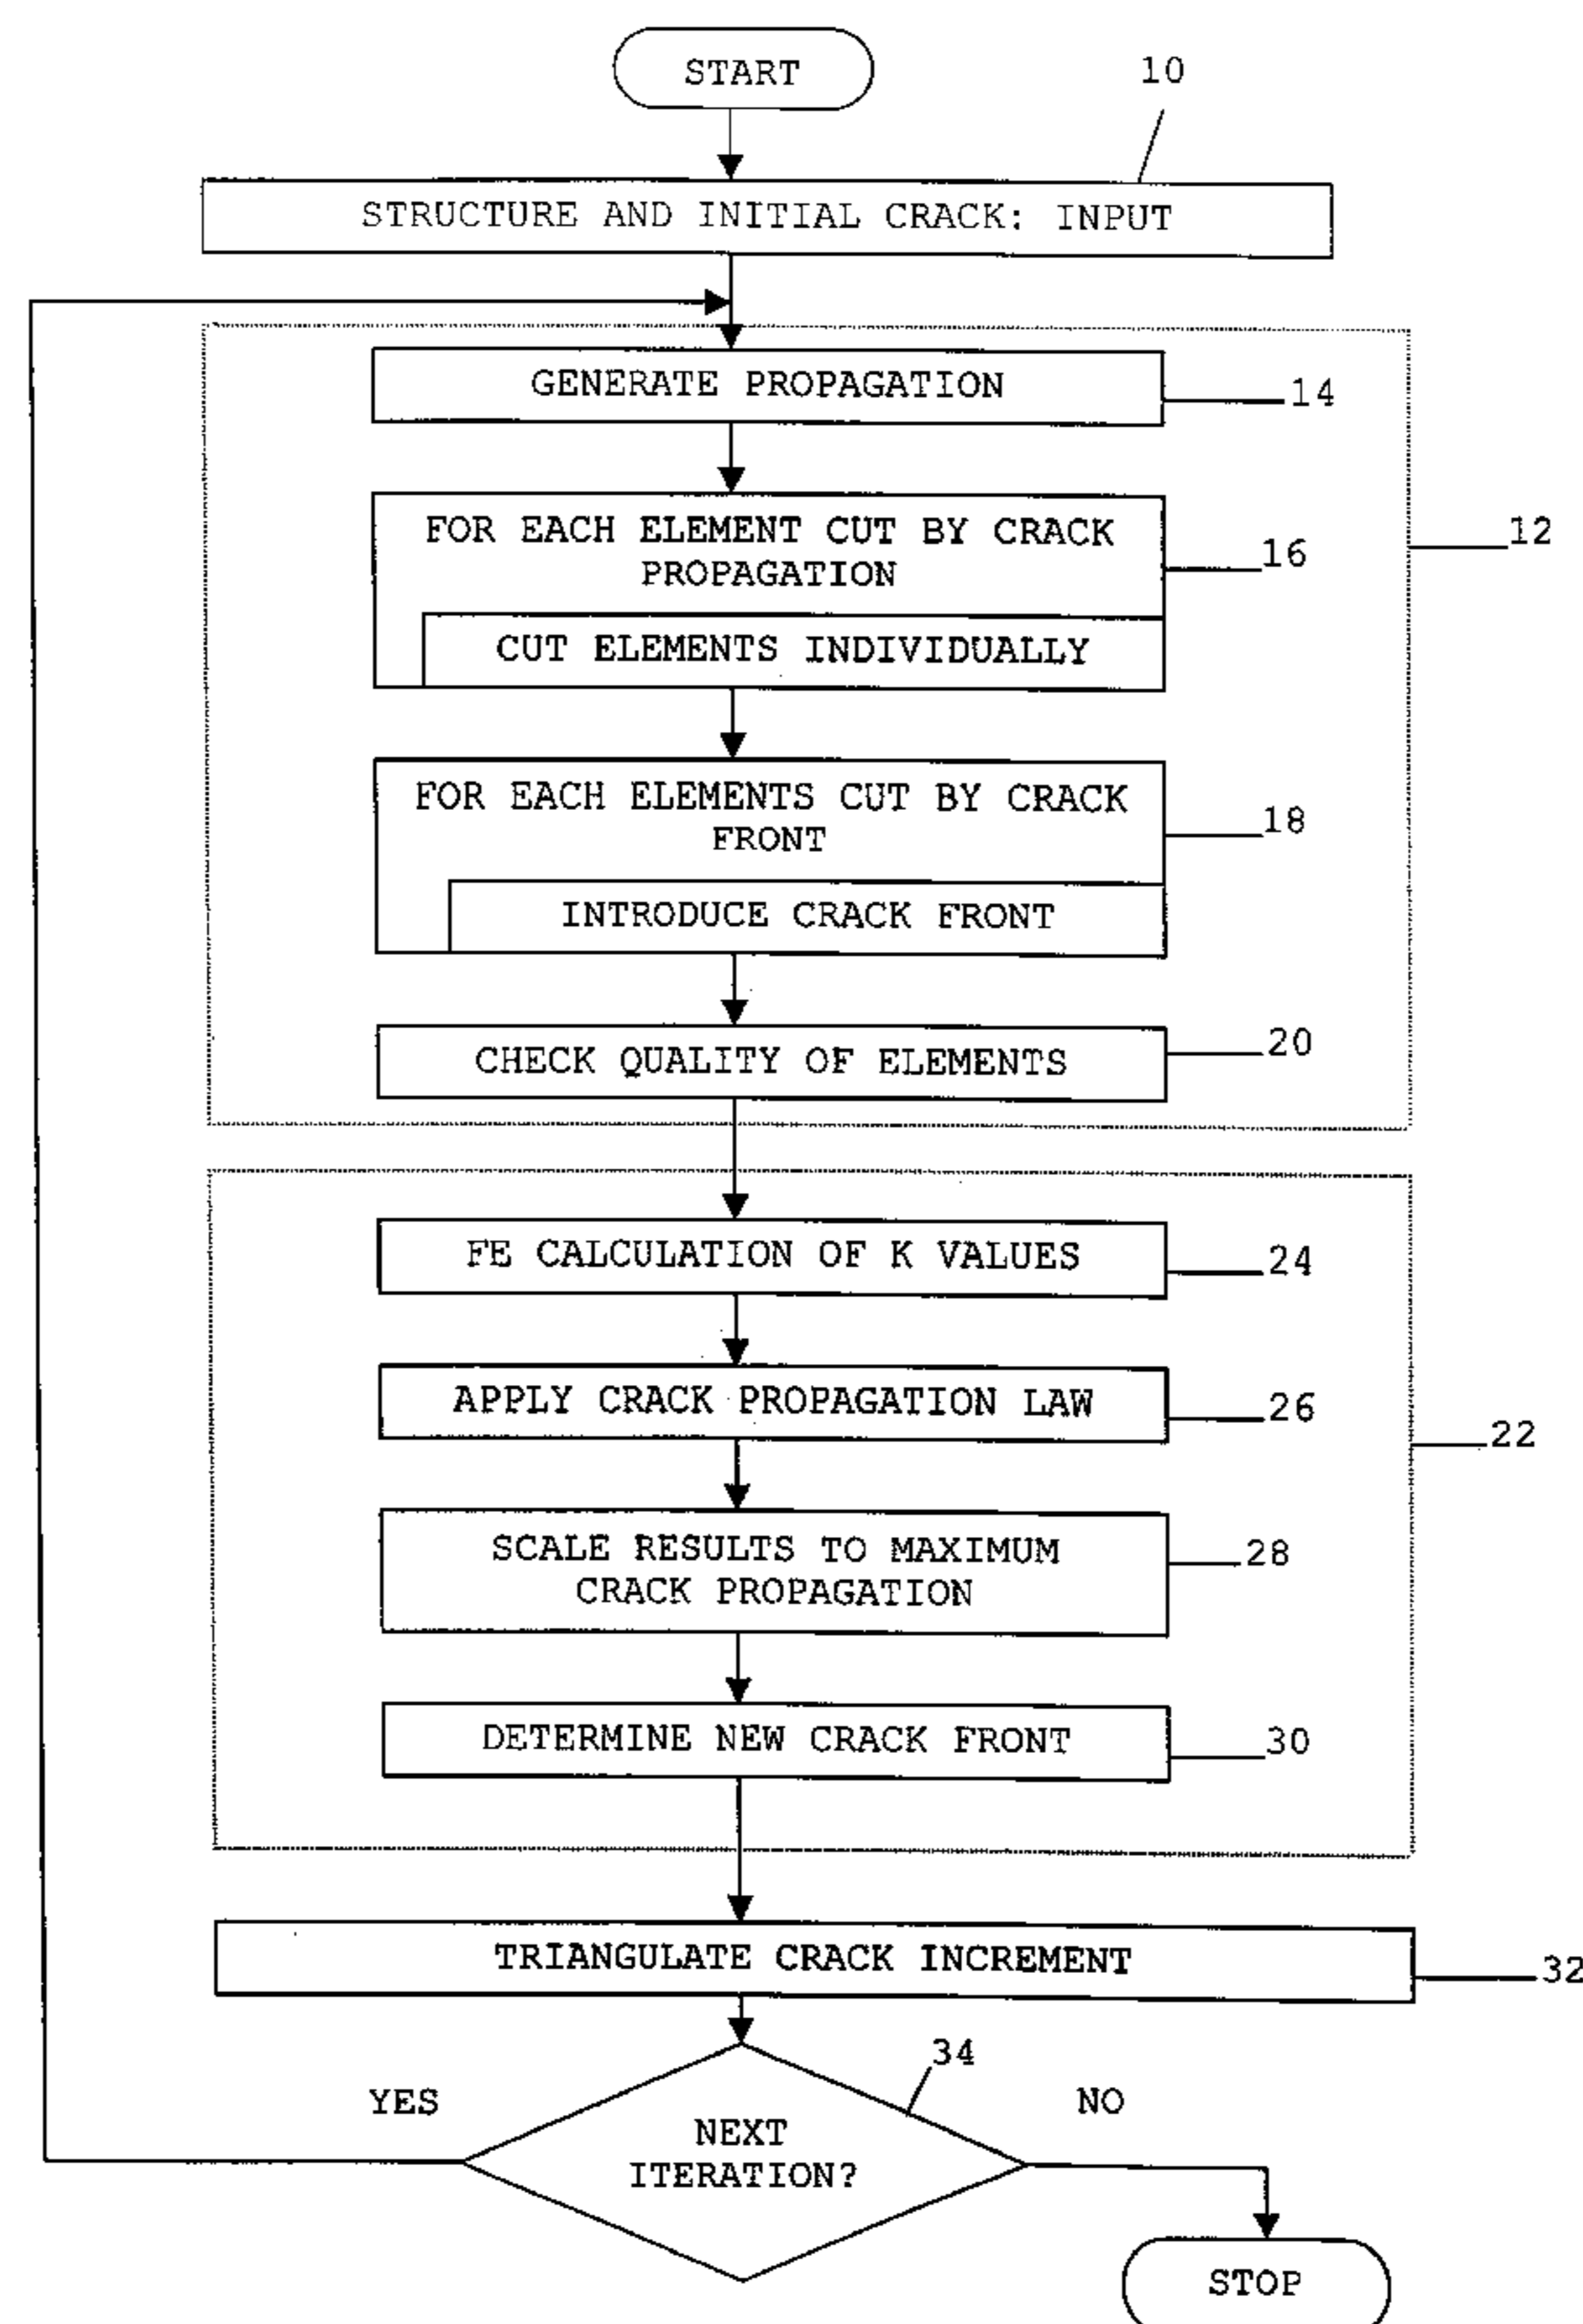 START
10
STRUCTURE AND INITIAL CRACK: INPUT
GENERATE PROPAGATION
14
FOR EACH ELEMENT CUT BY CRACK
PROPAGATION
16
12
CUT ELEMENTS INDIVIDUALLY
FOR EACH ELEMENTS CUT BY CRACK
FRONT
18
INTRODUCE CRACK FRONT
CHECK QUALITY OF ELEMENTS
20
FE CALCULATION OF K VALUES
24
APPLY CRACK PROPAGATION LAW
26
22
SCALE RESULTS TO MAXIMUM
CRACK PROPAGATION
28
DETERMINE NEW CRACK FRONT
30
TRIANGULATE CRACK INCREMENT
32
34
YES
NO
NEXT
ITERATION?
STOP